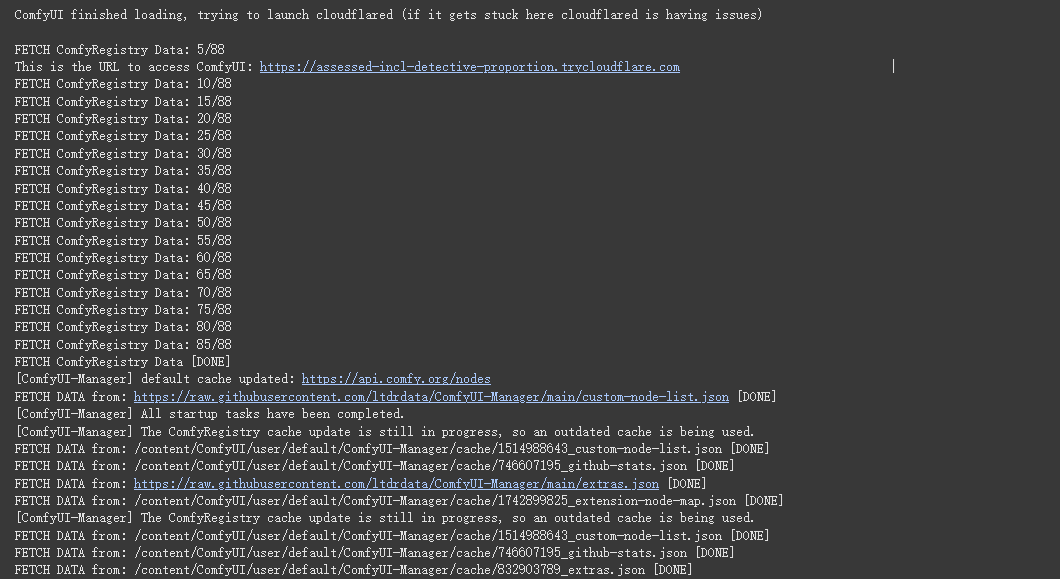 ComfyUI finished loading, trying to launch cloudflared (if it gets stuck here cloudflared is having issues)
FETCH ComfyRegistry Data: 5/88
This is the URL to access ComfyUI: https://assessed-incl-detective-proportion.trycloudflare.com
FETCH ComfyRegistry Data: 10/88
FETCH ComfyRegistry Data: 15/88
FETCH ComfyRegistry Data: 20/88
FETCH ComfyRegistry Data: 25/88
FETCH ComfyRegistry Data: 30/88
FETCH ComfyRegistry Data: 35/88
FETCH ComfyRegistry Data: 40/88
FETCH ComfyRegistry Data: 45/88
FETCH ComfyRegistry Data: 50/88
FETCH ComfyRegistry Data: 55/88
FETCH ComfyRegistry Data: 60/88
FETCH ComfyRegistry Data: 65/88
FETCH ComfyRegistry Data: 70/88
FETCH ComfyRegistry Data: 75/88
FETCH ComfyRegistry Data: 80/88
FETCH ComfyRegistry Data: 85/88
FETCH ComfyRegistry Data [DONE]
[ComfyUI-Manager] default cache updated: https://api.comfy.org/nodes
FETCH DATA from: https://raw.githubusercontent.com/ltdrdata/ComfyUI-Manager/main/custom-node-list.json [DONE]
[ComfyUI-Manager] All startup tasks have been completed.
[ComfyUI-Manager] The ComfyRegistry cache update is still in progress, so an outdated cache is being used.
FETCH DATA from: /content/ComfyUI/user/default/ComfyUI-Manager/cache/1514988643_custom-node-list.json [DONE]
FETCH DATA from: /content/ComfyUI/user/default/ComfyUI-Manager/cache/746607195_github-stats.json [DONE]
FETCH DATA from: https://raw.githubusercontent.com/ltdrdata/ComfyUI-Manager/main/extras.json [DONE]
FETCH DATA from: /content/ComfyUI/user/default/ComfyUI-Manager/cache/1742899825_extension-node-map.json [DONE]
[ComfyUI-Manager] The ComfyRegistry cache update is still in progress, so an outdated cache is being used.
FETCH DATA from: /content/ComfyUI/user/default/ComfyUI-Manager/cache/1514988643_custom-node-list.json [DONE]
FETCH DATA from: /content/ComfyUI/user/default/ComfyUI-Manager/cache/746607195_github-stats.json [DONE]
FETCH DATA from: /content/ComfyUI/user/default/ComfyUI-Manager/cache/832903789_extras.json [DONE]